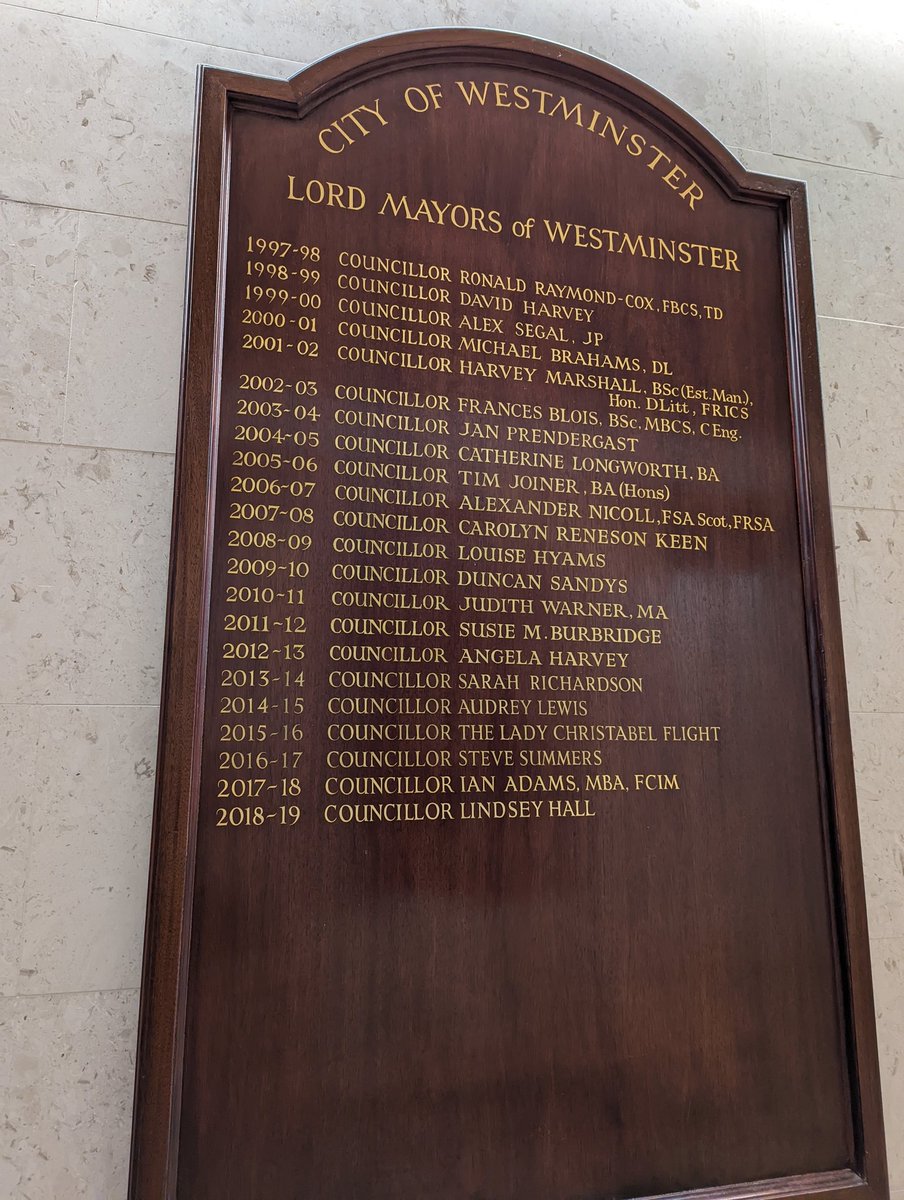 CITY OF WESTMINSTER
LORD MAYORS of WESTMINSTER
1997-98 COUNCILLOR RONALD RAYMOND-COX, FBCS, TD
1998-99 COUNCILLOR DAVID HARVEY
1999-00 COUNCILLOR ALEX SEGAL, JP
2000-01 COUNCILLOR MICHAEL BRAHAMS, DL
2001-02 COUNCILLOR HARVEY MARSHALL, BSc (Est.Man),
Hon. DLitt, FRICS
2002-03 COUNCILLOR FRANCES BLOIS, BSc, MBCS, CEng.
2003-04 COUNCILLOR JAN PRENDERGAST
2004-05 COUNCILLOR CATHERINE LONGWORTH, BA
2005-06 COUNCILLOR TIM JOINER, BA (Hons)
2006-07 COUNCILLOR ALEXANDER NICOLL, FSA Scot, FRSA
2007-08 COUNCILLOR CAROLYN RENESON KEEN
2008-09 COUNCILLOR LOUISE HYAMS
2009-10 COUNCILLOR DUNCAN SANDYS
2010-11 COUNCILLOR JUDITH WARNER, MA
2011-12 COUNCILLOR SUSIE M. BURBRIDGE
2012-13 COUNCILLOR ANGELA HARVEY
2013-14 COUNCILLOR SARAH RICHARDSON
2014-15 COUNCILLOR AUDREY LEWIS
2015-16 COUNCILLOR THE LADY CHRISTABEL FLIGHT
2016-17 COUNCILLOR STEVE SUMMERS
2017-18 COUNCILLOR IAN ADAMS, MBA, FCIM
2018-19 COUNCILLOR LINDSEY HALL